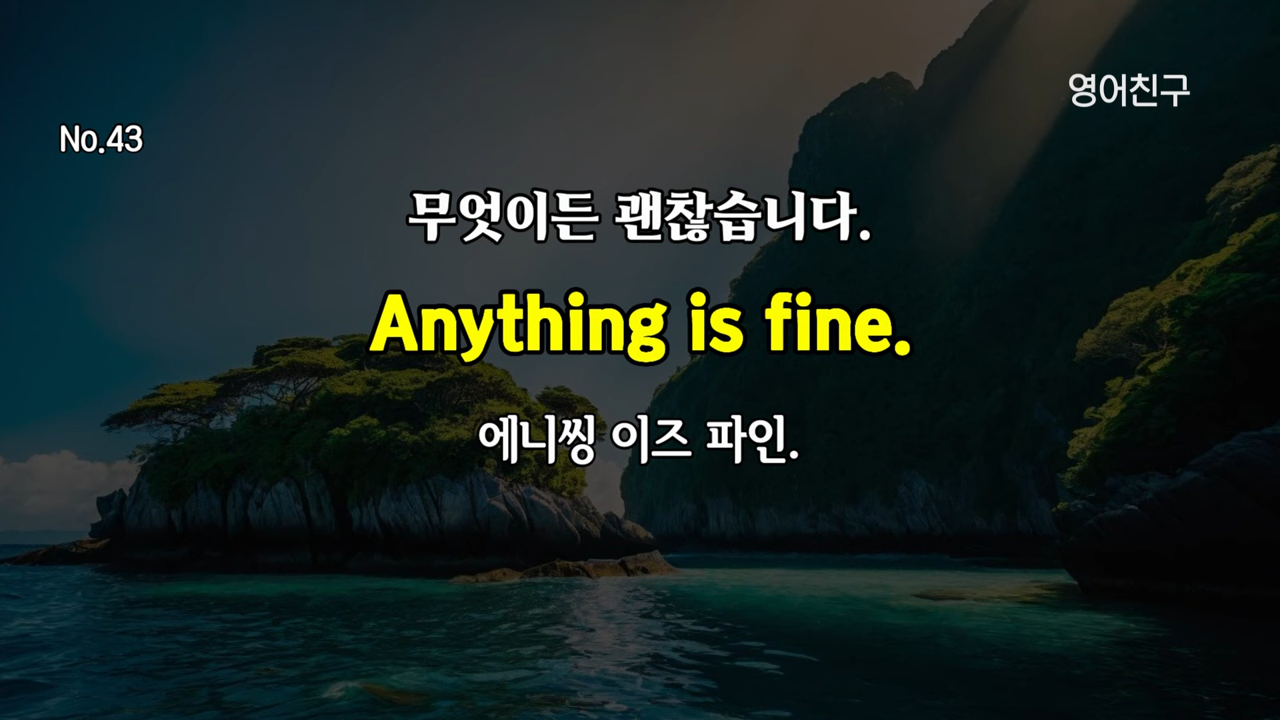 영어친구
No.43
무엇이든 괜찮습니다.
Anything is fine.
에니씽 이즈 파인.